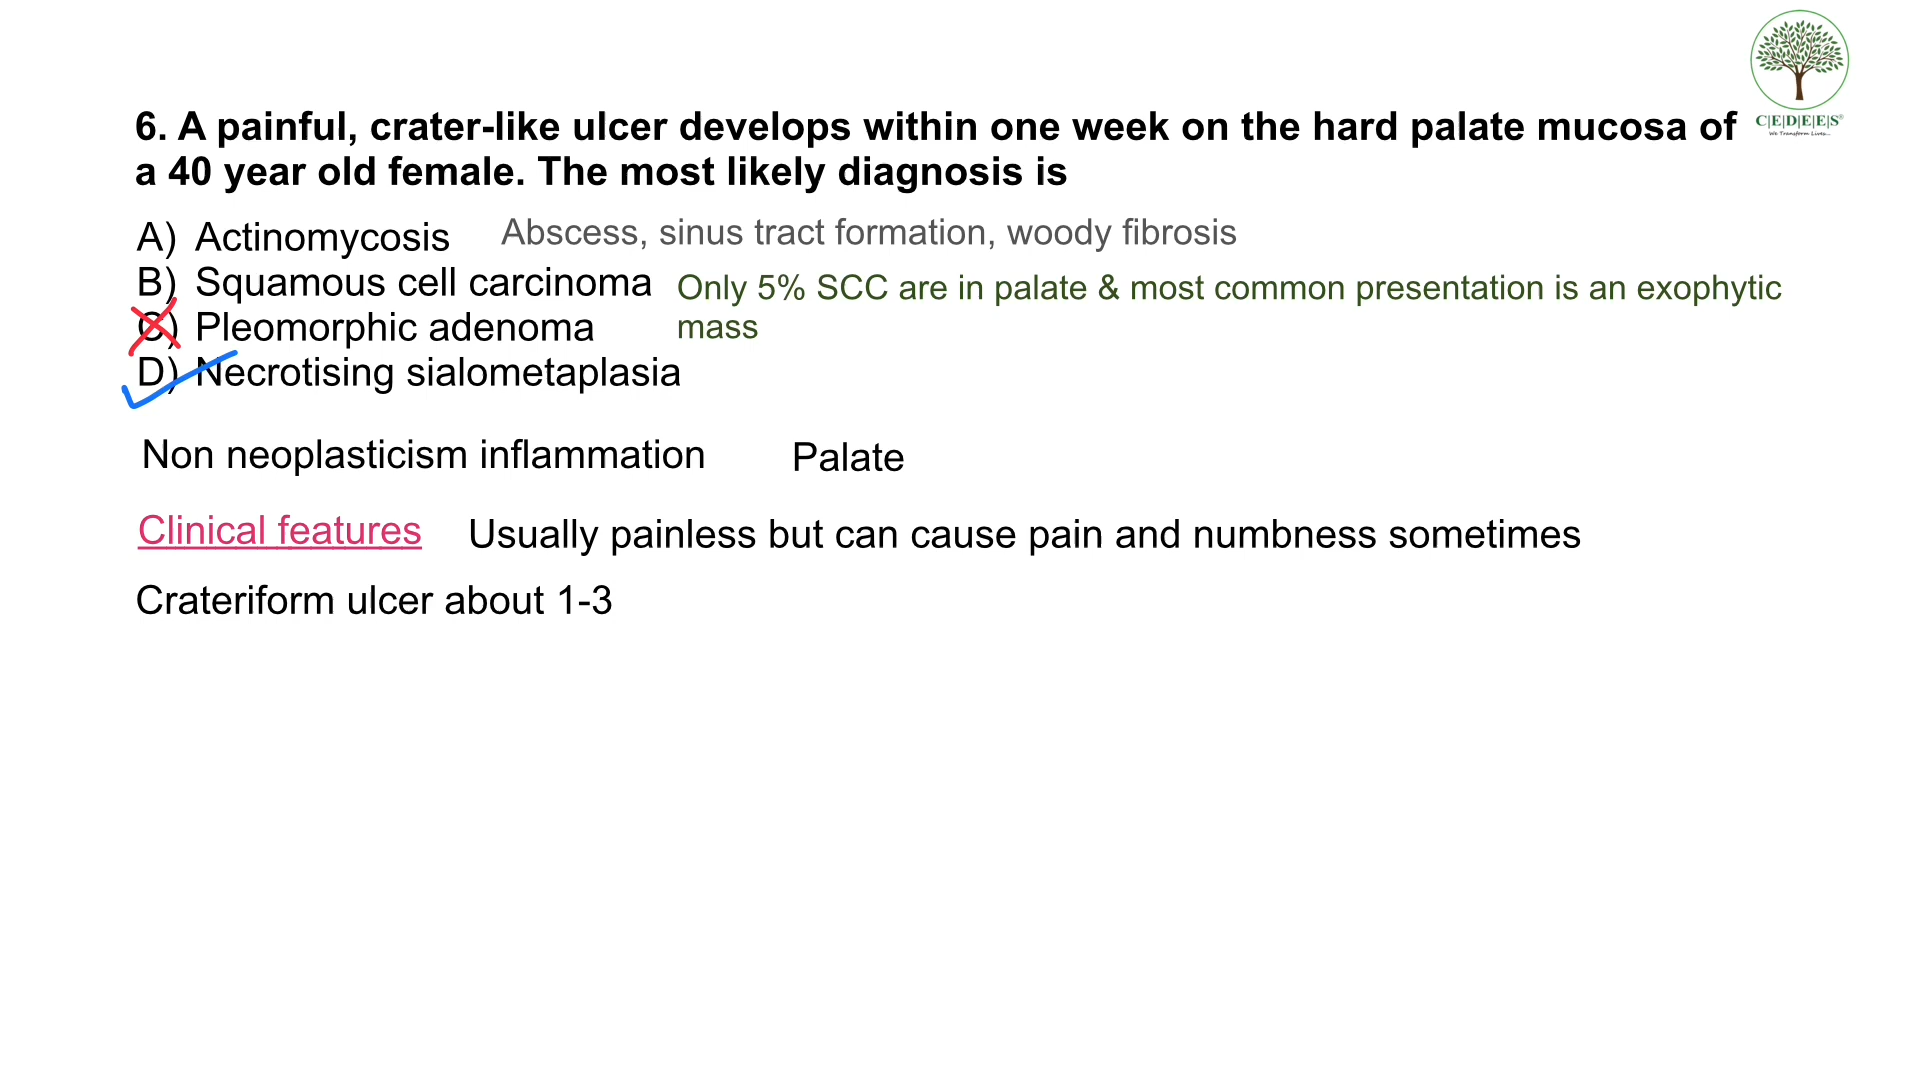 6. A painful, crater-like ulcer develops within one week on the hard palate mucosa of
a 40 year old female. The most likely diagnosis is
A) Actinomycosis Abscess, sinus tract formation, woody fibrosis
B) Squamous cell carcinoma Only 5% SCC are in palate & most common presentation is an exophytic
mass
C) Pleomorphic adenoma
D) Necrotising sialometaplasia
Non neoplasticism inflammation Palate
Clinical features Usually painless but can cause pain and numbness sometimes
Crateriform ulcer about 1-3
C|E|D|E|E|S®
We Transform Lives...